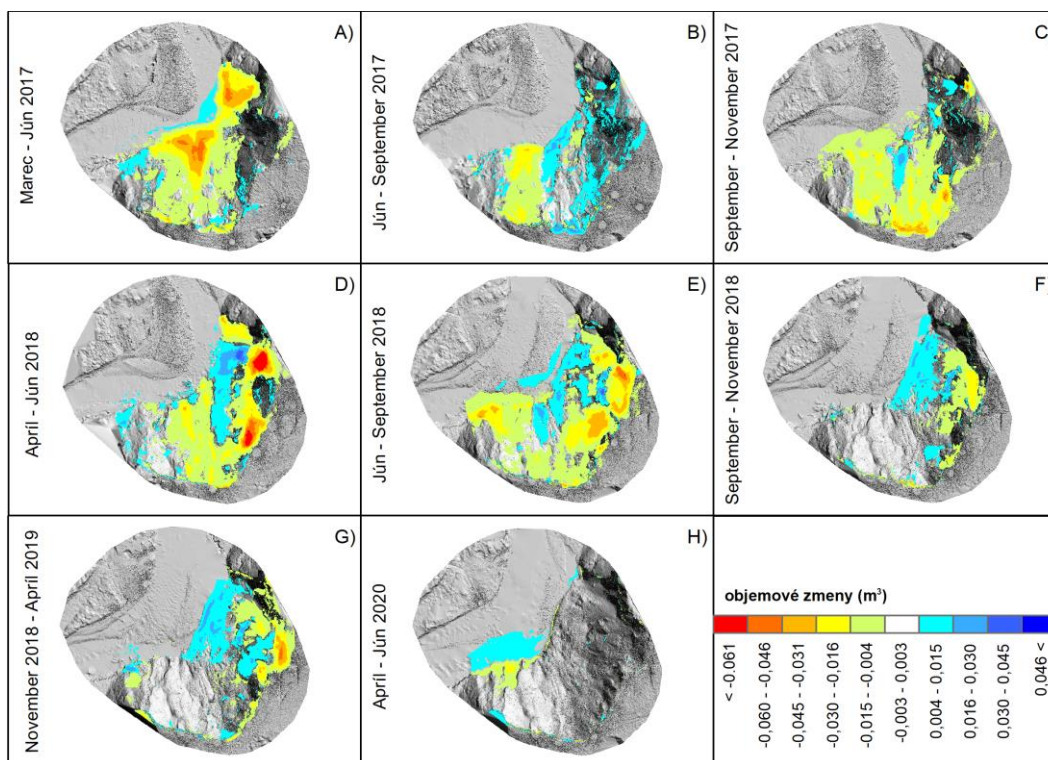 A)
Marec - Jún 2017
B)
Jún - September 2017
C)
September - November 2017
D)
April - Jún 2018
E)
Jún - September 2018
F)
September - November 2018
G)
November 2018 - April 2019
H)
April - Jún 2020
objemové zmeny (m³)
< -0.061
-0,060 - -0,046
-0,045 - -0,031
-0,030 - -0,016
-0,015 - -0,004
-0,003 - 0,003
0,004 - 0,015
0,016 - 0,030
0,030 - 0,045
0,046 <